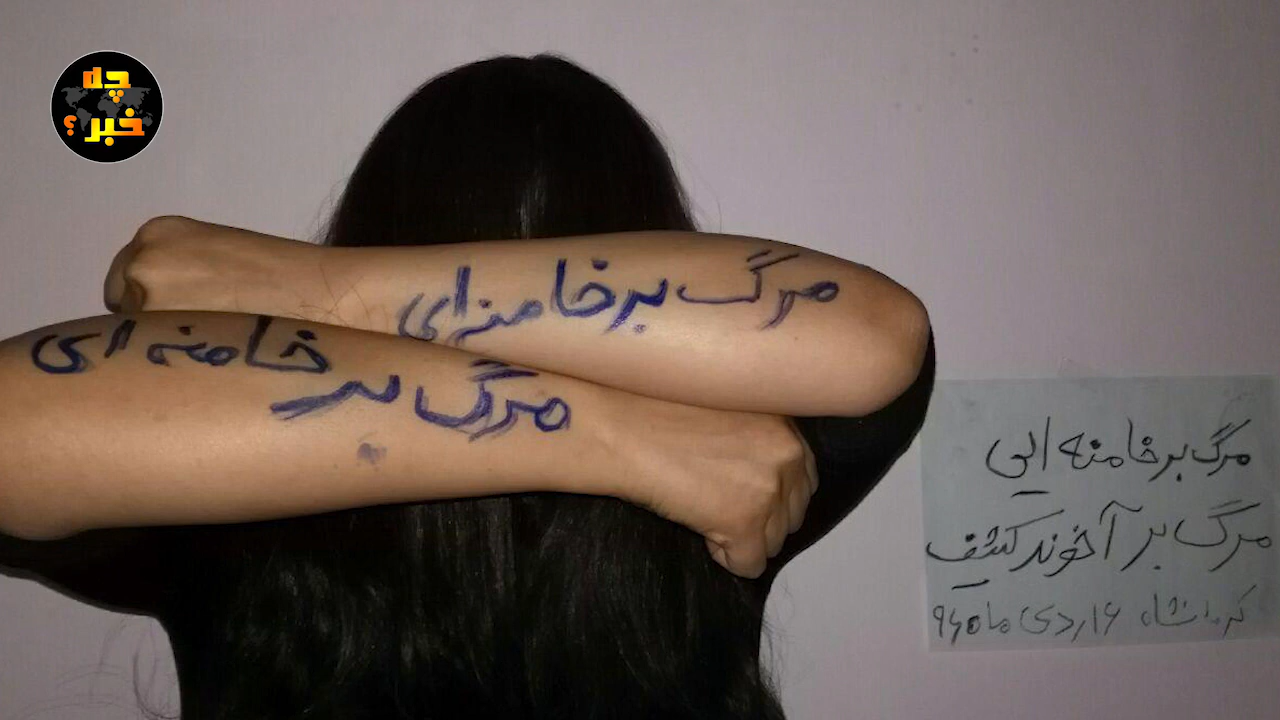 چه
خبر؟
مرگ بر خامنه ای
مرگ بر خامنه ای
مرگ بر خامنه ایی
مرگ بر آخوند کثیف
کرمانشاه ۱۶ دی ماه ۹۶